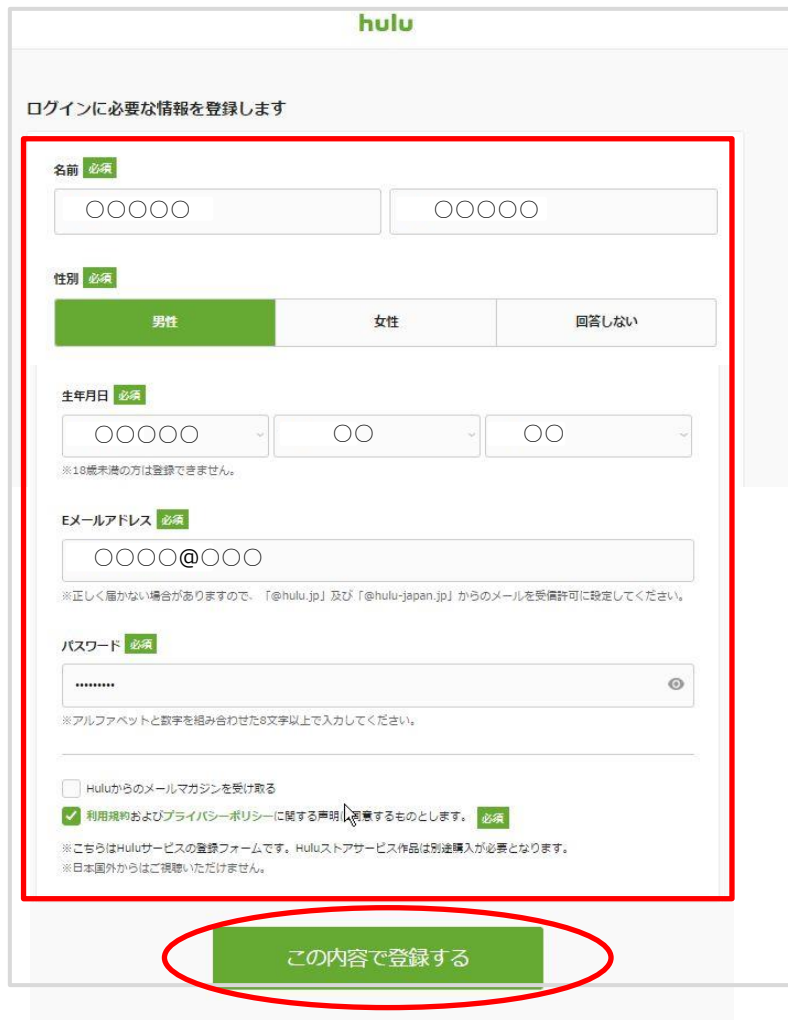 hulu
ログインに必要な情報を登録します
名前 必須
○○○○○ ○○○○○
性別 必須
男性 女性 回答しない
生年月日 必須
○○○○○ ○○ ○○
※18歳未満の方は登録できません。
Eメールアドレス 必須
○○○○@○○○
※正しく届かない場合がありますので、「@hulu.jp」及び「@hulu-japan.jp」からのメールを受信許可に設定してください。
パスワード 必須
•••••••••
※アルファベットと数字を組み合わせた8文字以上で入力してください。
Huluからのメールマガジンを受け取る
利用規約およびプライバシーポリシーに関する声明に同意するものとします。 必須
※こちらはHuluサービスの登録フォームです。Huluストアサービス作品は別途購入が必要となります。
※日本国外からはご視聴いただけません。
この内容で登録する